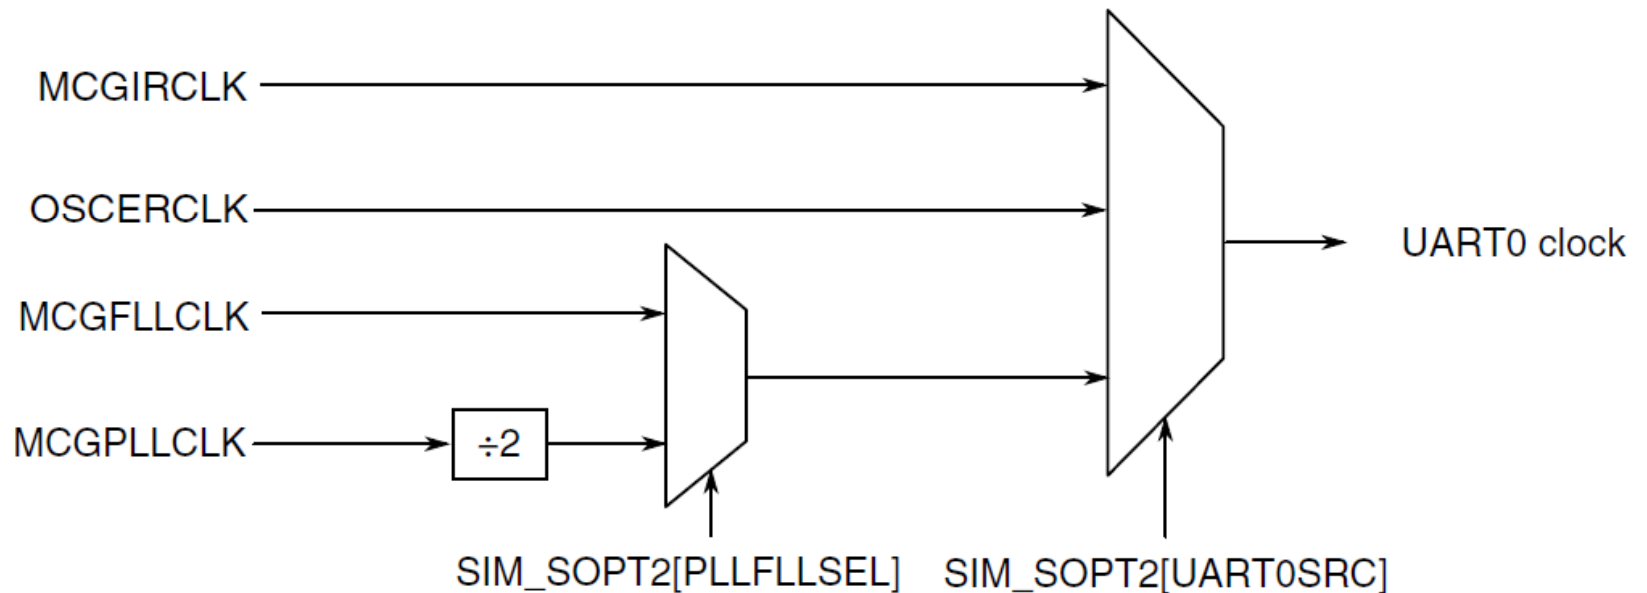 MCGIRCLK
OSCERCLK
UART0 clock
MCGFLLCLK
MCGPLLCLK
÷2
SIM_SOPT2[PLLFLLSEL]
SIM_SOPT2[UART0SRC]